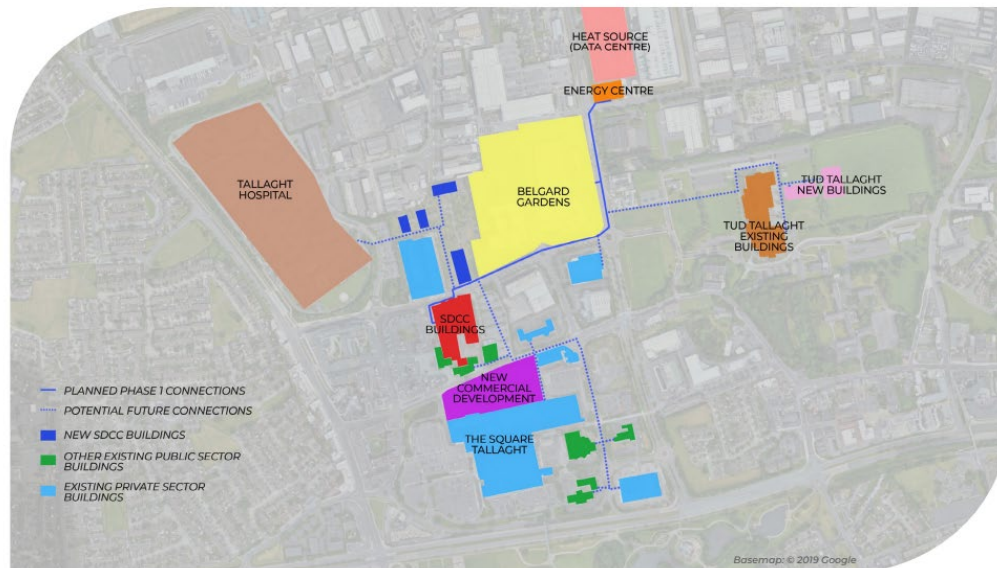 HEAT SOURCE
(DATA CENTRE)
ENERGY CENTRE
TALLAGHT
HOSPITAL
BELGARD
GARDENS
TUD TALLAGHT
NEW BUILDINGS
TUD TALLAGHT
EXISTING
BUILDINGS
SDCC
BUILDINGS
NEW
COMMERCIAL
DEVELOPMENT
THE SQUARE
TALLAGHT
PLANNED PHASE 1 CONNECTIONS
POTENTIAL FUTURE CONNECTIONS
NEW SDCC BUILDINGS
OTHER EXISTING PUBLIC SECTOR
BUILDINGS
EXISTING PRIVATE SECTOR
BUILDINGS
Basemap: © 2019 Google